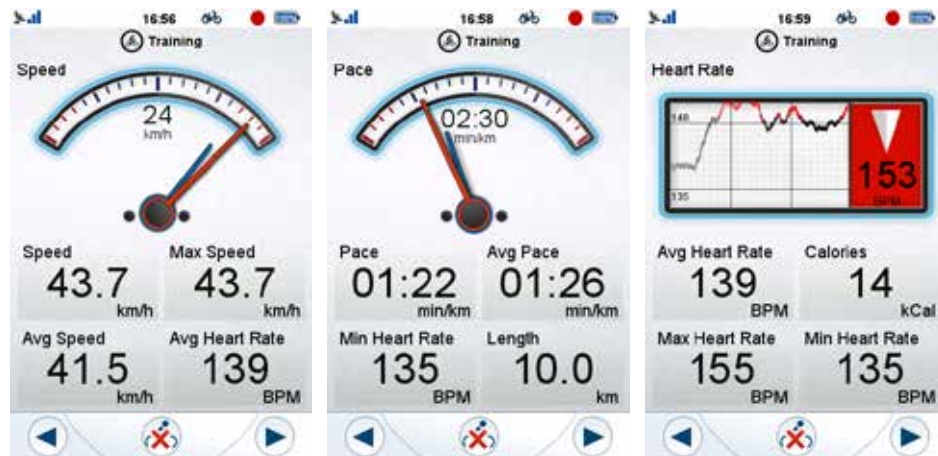 16:56
Training
Speed
24
km/h
Speed
Max Speed
43.7
km/h
43.7
km/h
Avg Speed
Avg Heart Rate
41.5
km/h
139
BPM
16:58
Training
Pace
02:30
min/km
Pace
Avg Pace
01:22
min/km
01:26
min/km
Min Heart Rate
Length
135
BPM
10.0
km
16:59
Training
Heart Rate
148
135
153
BPM
Avg Heart Rate
Calories
139
BPM
14
kCal
Max Heart Rate
Min Heart Rate
155
BPM
135
BPM